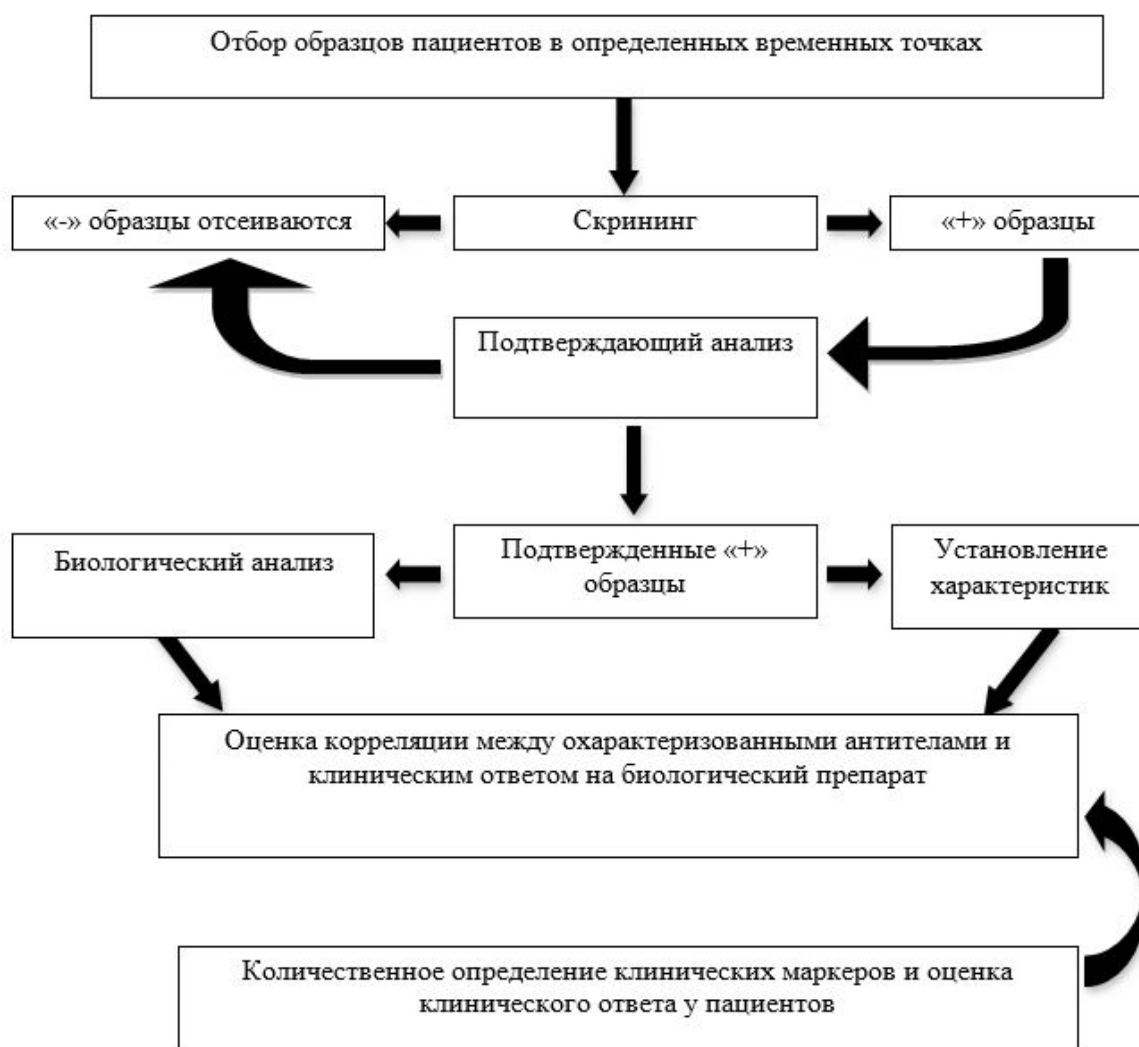 Отбор образцов пациентов в определенных временных точках
«-» образцы отсеиваются
Скрининг
«+» образцы
Подтверждающий анализ
Биологический анализ
Подтвержденные «+»
образцы
Установление
характеристик
Оценка корреляции между охарактеризованными антителами и
клиническим ответом на биологический препарат
Количественное определение клинических маркеров и оценка
клинического ответа у пациентов